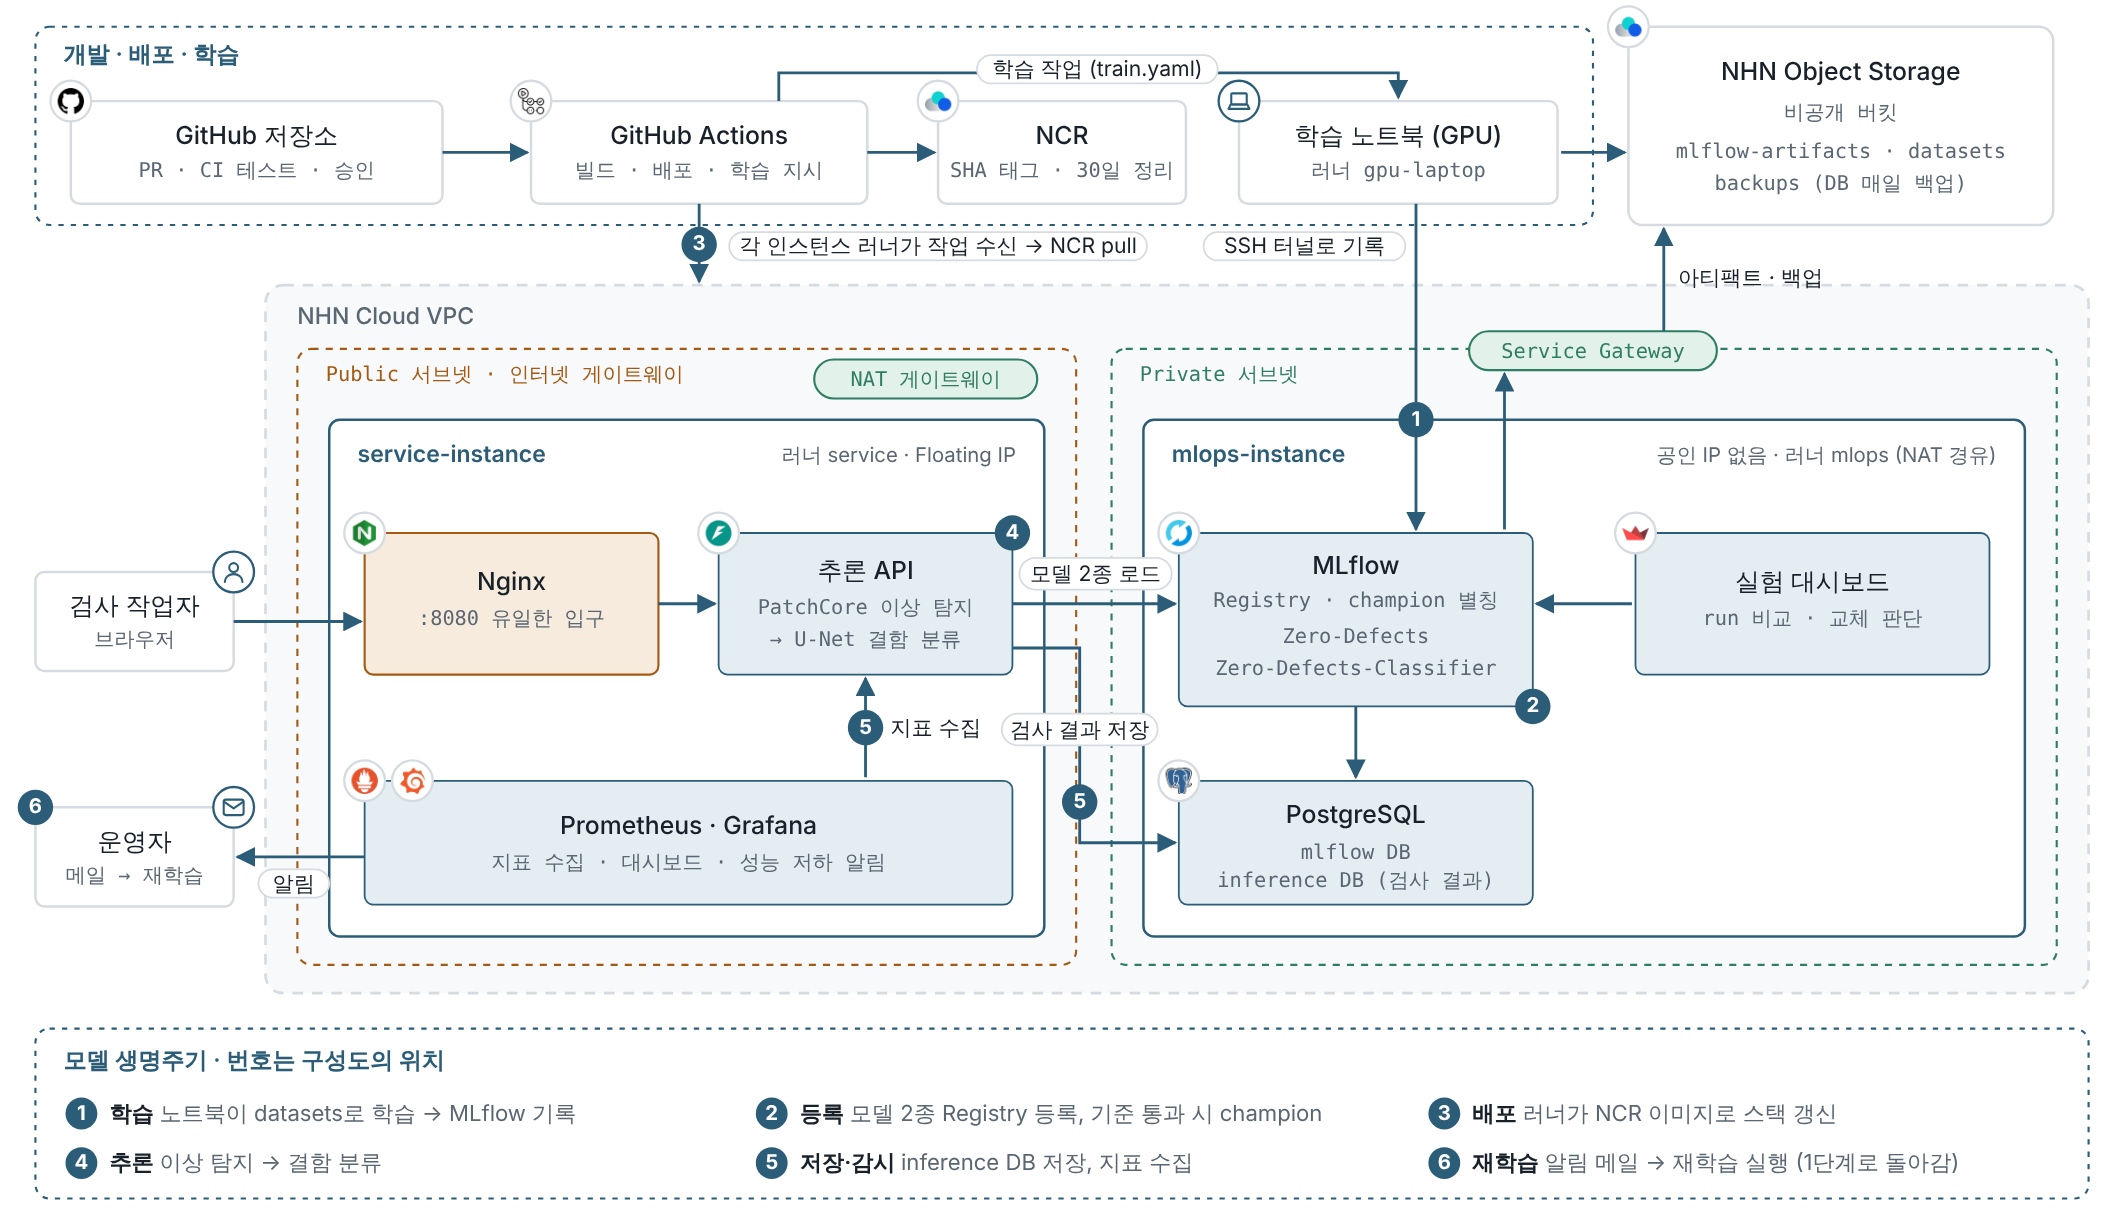 개발 · 배포 · 학습
학습 작업 (train.yaml)
GitHub 저장소
PR · CI 테스트 · 승인
GitHub Actions
빌드 · 배포 · 학습 지시
NCR
SHA 태그 · 30일 정리
학습 노트북 (GPU)
러너 gpu-laptop
NHN Object Storage
비공개 버킷
mlflow-artifacts · datasets
backups (DB 매일 백업)
3
각 인스턴스 러너가 작업 수신 → NCR pull
SSH 터널로 기록
아티팩트 · 백업
NHN Cloud VPC
Public 서브넷 · 인터넷 게이트웨이
NAT 게이트웨이
Private 서브넷
Service Gateway
service-instance
러너 service · Floating IP
1
mlops-instance
공인 IP 없음 · 러너 mlops (NAT 경유)
검사 작업자
브라우저
Nginx
:8080 유일한 입구
4
추론 API
PatchCore 이상 탐지
→ U-Net 결함 분류
모델 2종 로드
MLflow
Registry · champion 별칭
Zero-Defects
Zero-Defects-Classifier
2
실험 대시보드
run 비교 · 교체 판단
5
지표 수집
검사 결과 저장
5
6
운영자
메일 → 재학습
알림
Prometheus · Grafana
지표 수집 · 대시보드 · 성능 저하 알림
PostgreSQL
mlflow DB
inference DB (검사 결과)
모델 생명주기 · 번호는 구성도의 위치
1 학습 노트북이 datasets로 학습 → MLflow 기록
2 등록 모델 2종 Registry 등록, 기준 통과 시 champion
3 배포 러너가 NCR 이미지로 스택 갱신
4 추론 이상 탐지 → 결함 분류
5 저장·감시 inference DB 저장, 지표 수집
6 재학습 알림 메일 → 재학습 실행 (1단계로 돌아감)